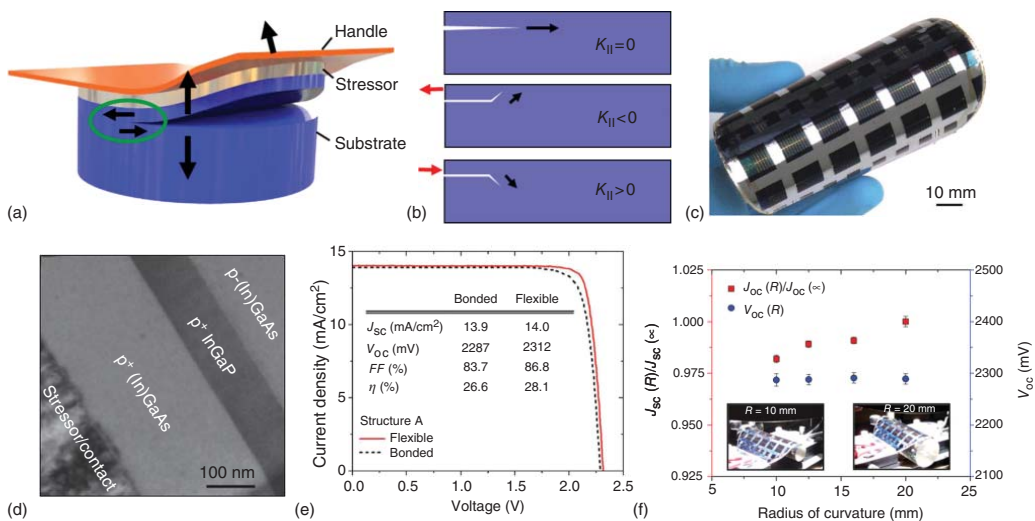 Handle
Stressor
Substrate
(a)
K_II = 0
K_II < 0
K_II > 0
(b)
10 mm
(c)
p-(In)GaAs
p⁺ InGaP
p⁺ (In)GaAs
Stressor/contact
100 nm
(d)
Current density (mA/cm²)
15
10
5
0
Bonded Flexible
J_SC (mA/cm²) 13.9 14.0
V_OC (mV) 2287 2312
FF (%) 83.7 86.8
η (%) 26.6 28.1
Structure A
Flexible
Bonded
0.0 0.5 1.0 1.5 2.0 2.5
Voltage (V)
(e)
J_SC (R)/J_SC (∝)
1.025
1.000
0.975
0.950
0.925
J_OC (R)/J_OC (∝)
V_OC (R)
R = 10 mm
R = 20 mm
2500
2400
2300
2200
2100
V_OC (mV)
5 10 15 20 25
Radius of curvature (mm)
(f)